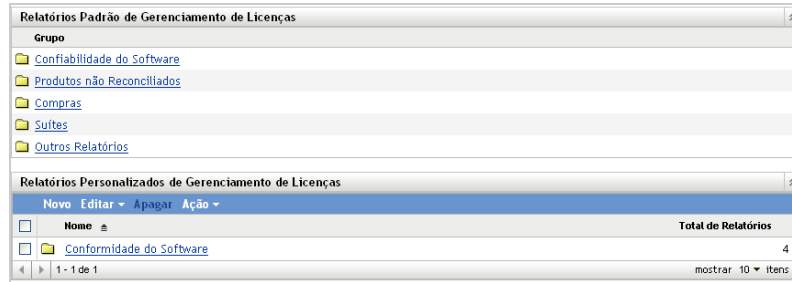 Relatórios Padrão de Gerenciamento de Licenças
Grupo
Confiabilidade do Software
Produtos não Reconciliados
Compras
Suítes
Outros Relatórios
Relatórios Personalizados de Gerenciamento de Licenças
Novo Editar Apagar Ação
Nome Total de Relatórios
Conformidade do Software 4
1 - 1 de 1 mostrar 10 itens